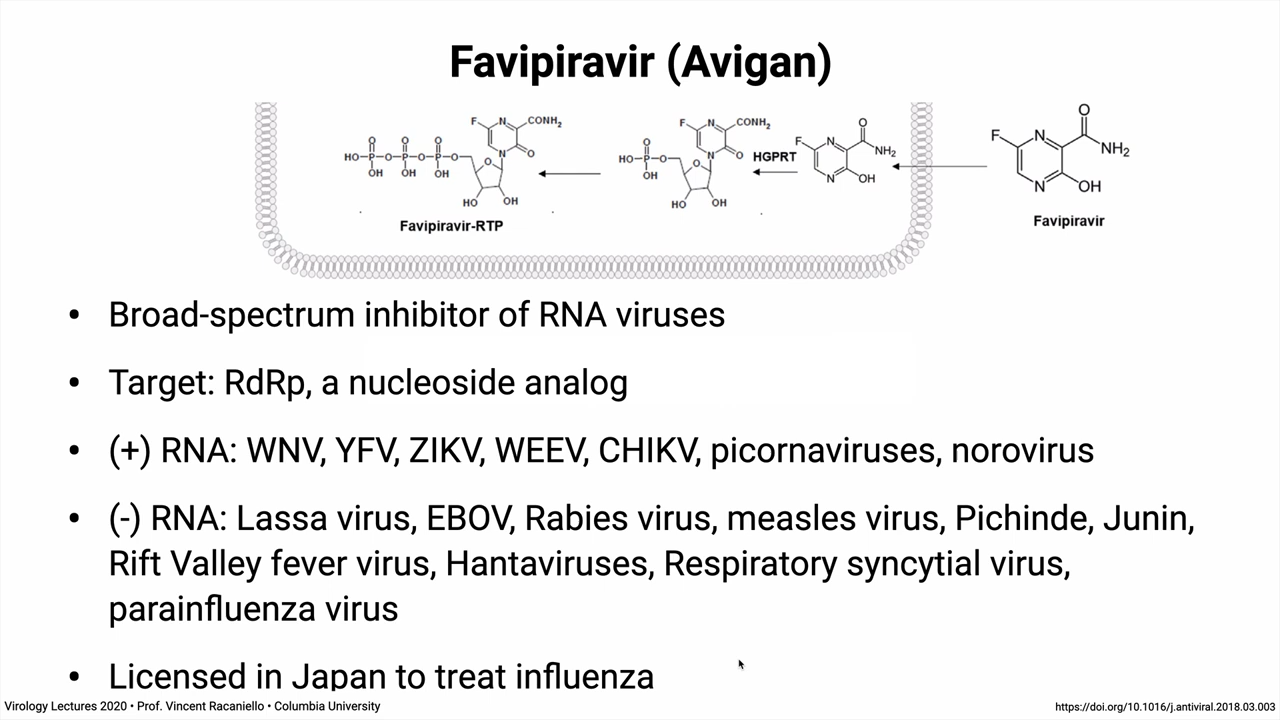 Favipiravir (Avigan)
F N CONH₂
N O
O O O
HO-P-O-P-O-P-O
OH OH OH
O
HO OH
Favipiravir-RTP
F N CONH₂
N O
O
HO-P-O
OH
O
HO OH
HGPRT
O
F N
NH₂
N OH
O
F N
NH₂
N OH
Favipiravir
• Broad-spectrum inhibitor of RNA viruses
• Target: RdRp, a nucleoside analog
• (+) RNA: WNV, YFV, ZIKV, WEEV, CHIKV, picornaviruses, norovirus
• (-) RNA: Lassa virus, EBOV, Rabies virus, measles virus, Pichinde, Junin,
Rift Valley fever virus, Hantaviruses, Respiratory syncytial virus,
parainfluenza virus
• Licensed in Japan to treat influenza
Virology Lectures 2020 • Prof. Vincent Racaniello • Columbia University
https://doi.org/10.1016/j.antiviral.2018.03.003